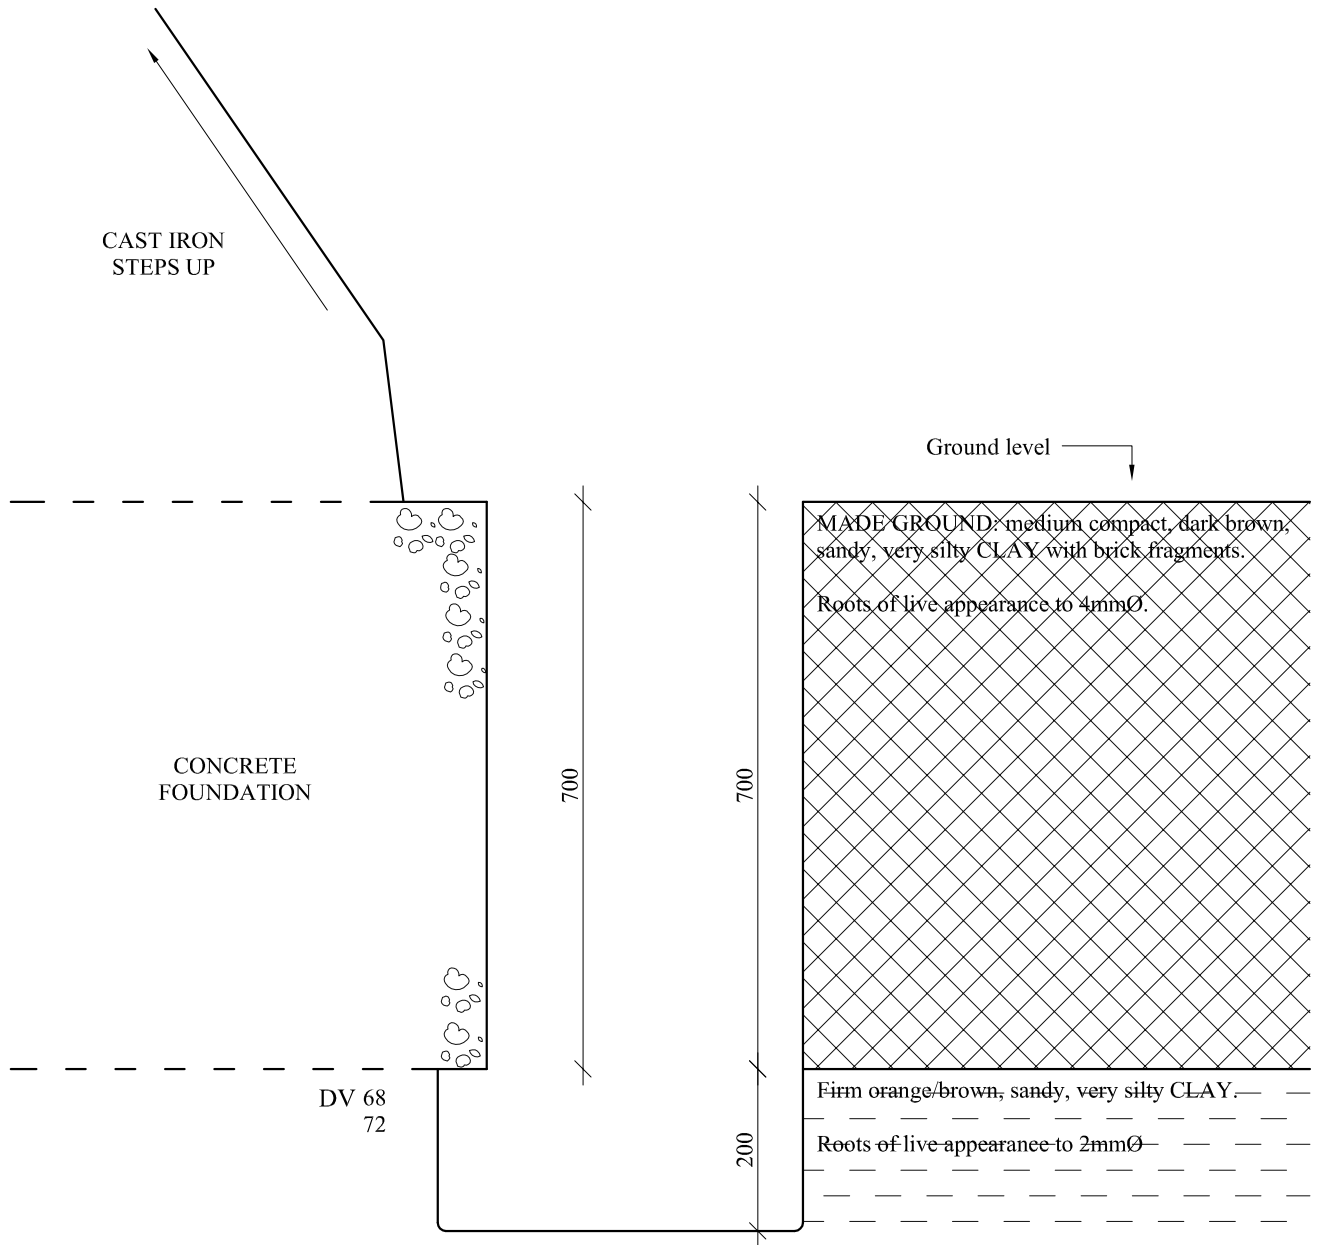 CAST IRON
STEPS UP
Ground level
MADE GROUND: medium compact, dark brown,
sandy, very silty CLAY with brick fragments.
Roots of live appearance to 4mmØ.
CONCRETE
FOUNDATION
700
700
DV 68
72
Firm orange/brown, sandy, very silty CLAY.
Roots of live appearance to 2mmØ
200